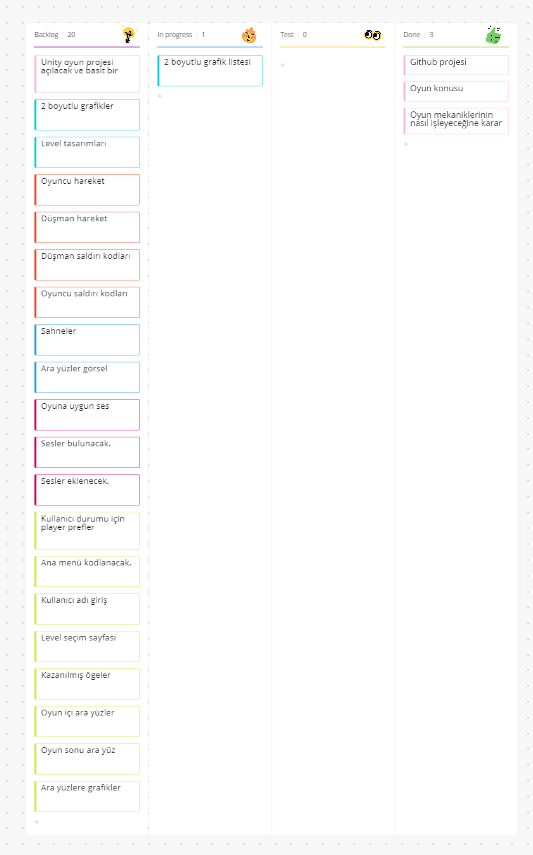 Backlog 20
Unity oyun projesi
açılacak ve basit bir
2 boyutlu grafikler
Level tasarımları
Oyuncu hareket
Düşman hareket
Düşman saldırı kodları
Oyuncu saldırı kodları
Sahneler
Ara yüzler görsel
Oyuna uygun ses
Sesler bulunacak.
Sesler eklenecek.
Kullanıcı durumu için
player prefler
Ana menü kodlanacak.
Kullanıcı adı giriş
Level seçim sayfası
Kazanılmış ögeler
Oyun içi ara yüzler
Oyun sonu ara yüz
Ara yüzlere grafikler
In progress 1
2 boyutlu grafik listesi
Test 0
Done 3
Github projesi
Oyun konusu
Oyun mekaniklerinin
nasıl işleyeceğine karar